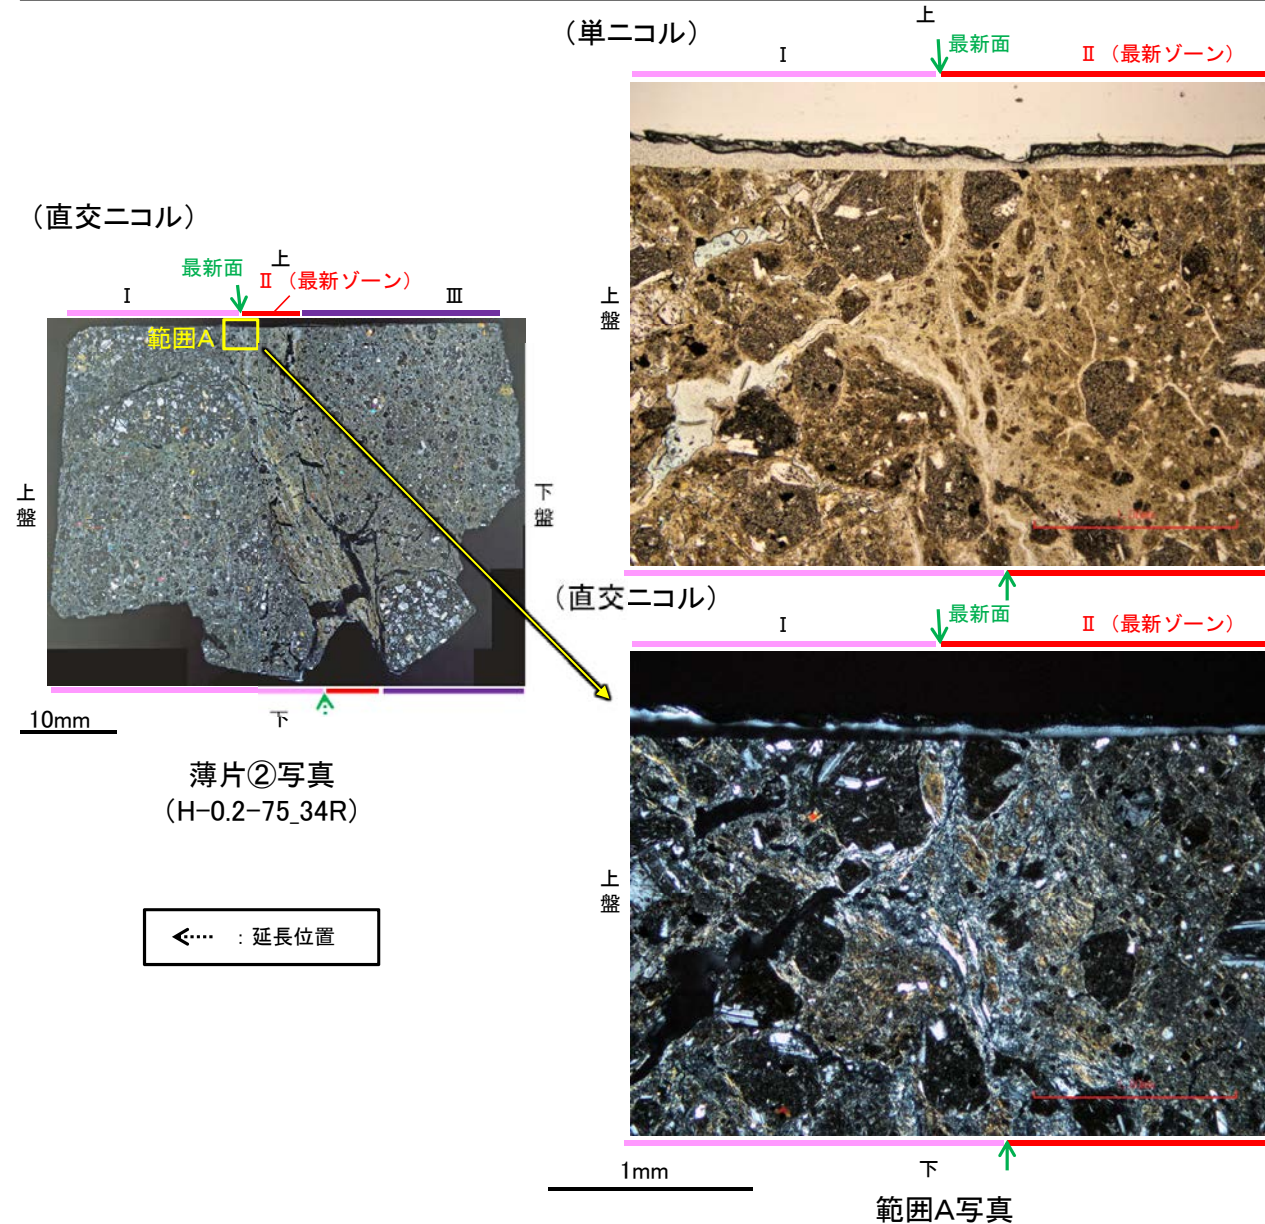 （単ニコル）
上
最新面
Ⅰ
Ⅱ（最新ゾーン）
上盤
（直交ニコル）
最新面
上
Ⅱ（最新ゾーン）
Ⅰ
Ⅲ
範囲A
上盤
下盤
10mm
下
薄片②写真
（H-0.2-75_34R）
：延長位置
（直交ニコル）
最新面
Ⅰ
Ⅱ（最新ゾーン）
上盤
1mm
下
範囲A写真